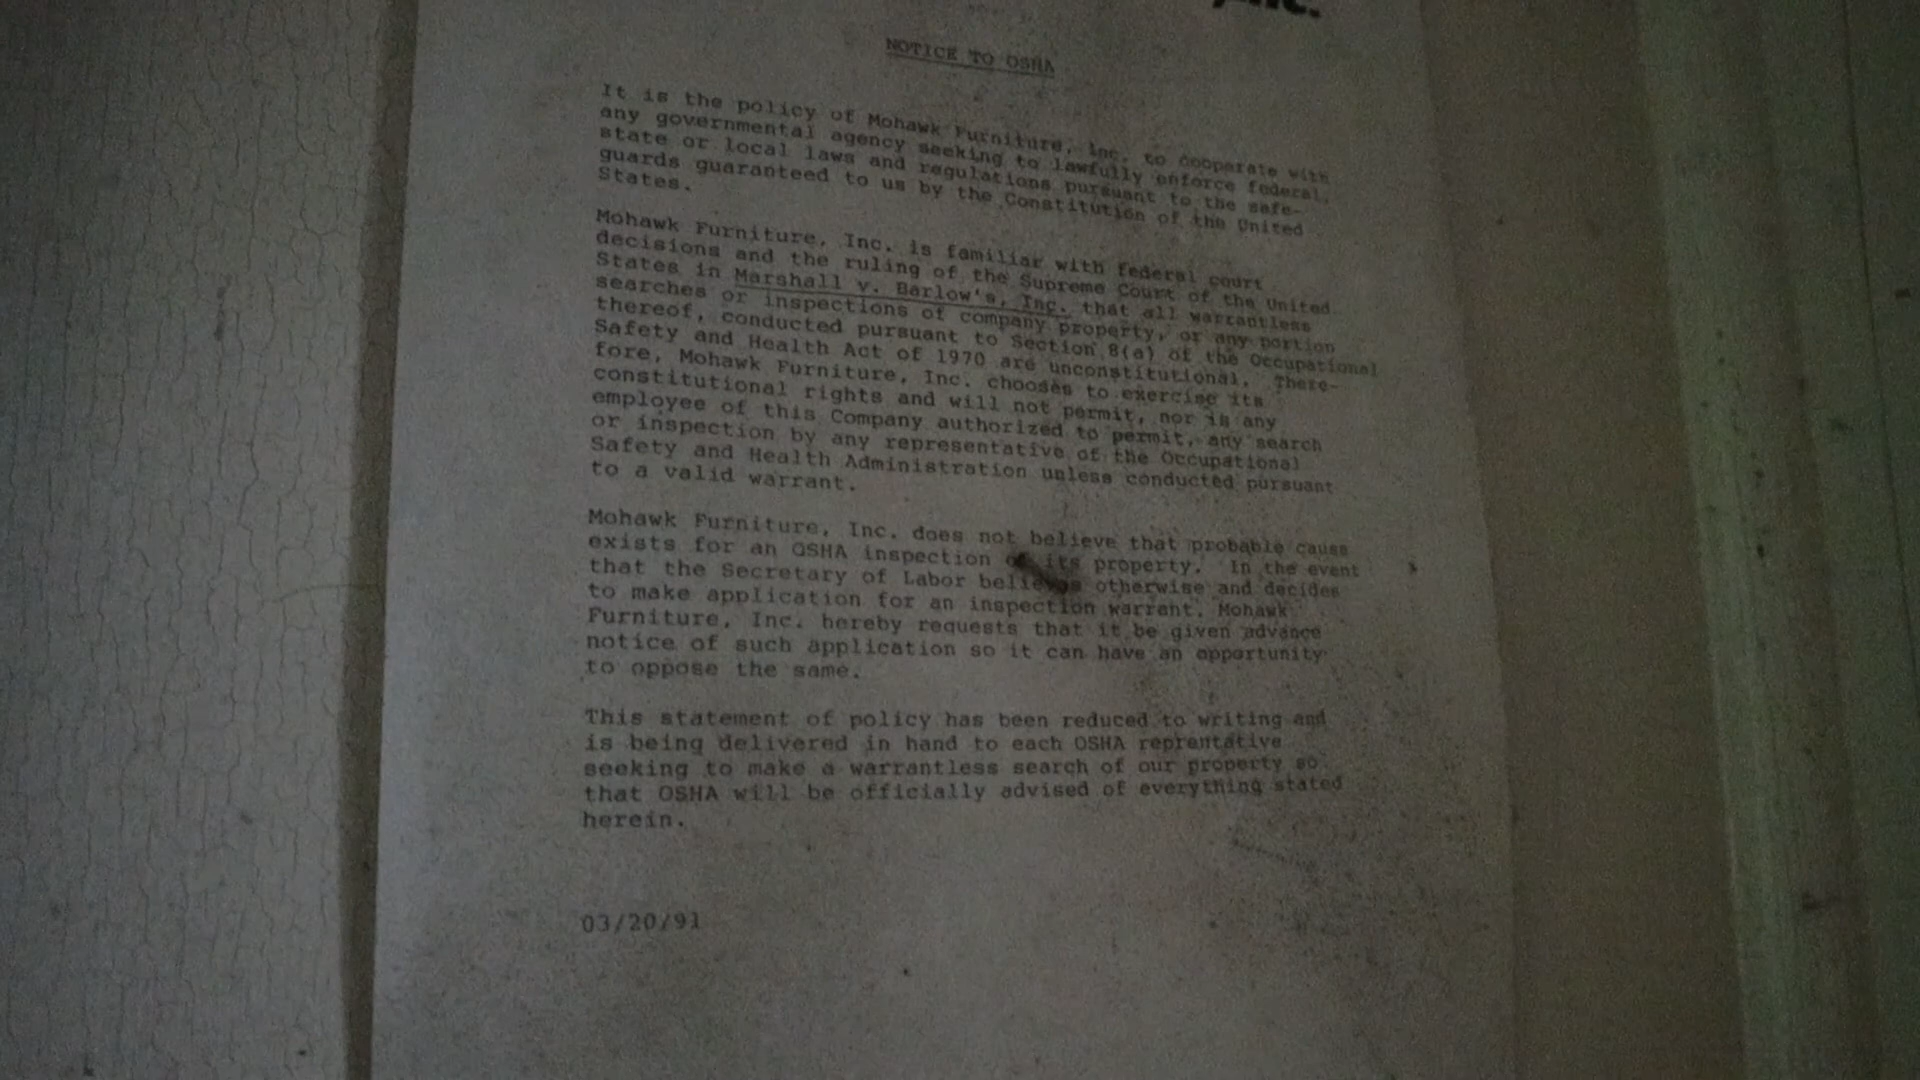 Inc.
NOTICE TO OSHA
It is the policy of Mohawk Furniture, Inc. to cooperate with
any governmental agency seeking to lawfully enforce federal,
state or local laws and regulations pursuant to the safe-
guards guaranteed to us by the Constitution of the United
States.
Mohawk Furniture, Inc. is familiar with federal court
decisions and the ruling of the Supreme Court of the United
States in Marshall v. Barlow's, Inc. that all warrantless
searches or inspections of company property, or any portion
thereof, conducted pursuant to Section 8(a) of the Occupational
Safety and Health Act of 1970 are unconstitutional. There-
fore, Mohawk Furniture, Inc. chooses to exercise its
constitutional rights and will not permit, nor is any
employee of this Company authorized to permit, any search
or inspection by any representative of the Occupational
Safety and Health Administration unless conducted pursuant
to a valid warrant.
Mohawk Furniture, Inc. does not believe that probable cause
exists for an OSHA inspection of its property. In the event
that the Secretary of Labor believes otherwise and decides
to make application for an inspection warrant, Mohawk
Furniture, Inc. hereby requests that it be given advance
notice of such application so it can have an opportunity
to oppose the same.
This statement of policy has been reduced to writing and
is being delivered in hand to each OSHA reprentative
seeking to make a warrantless search of our property so
that OSHA will be officially advised of everything stated
herein.
03/20/91